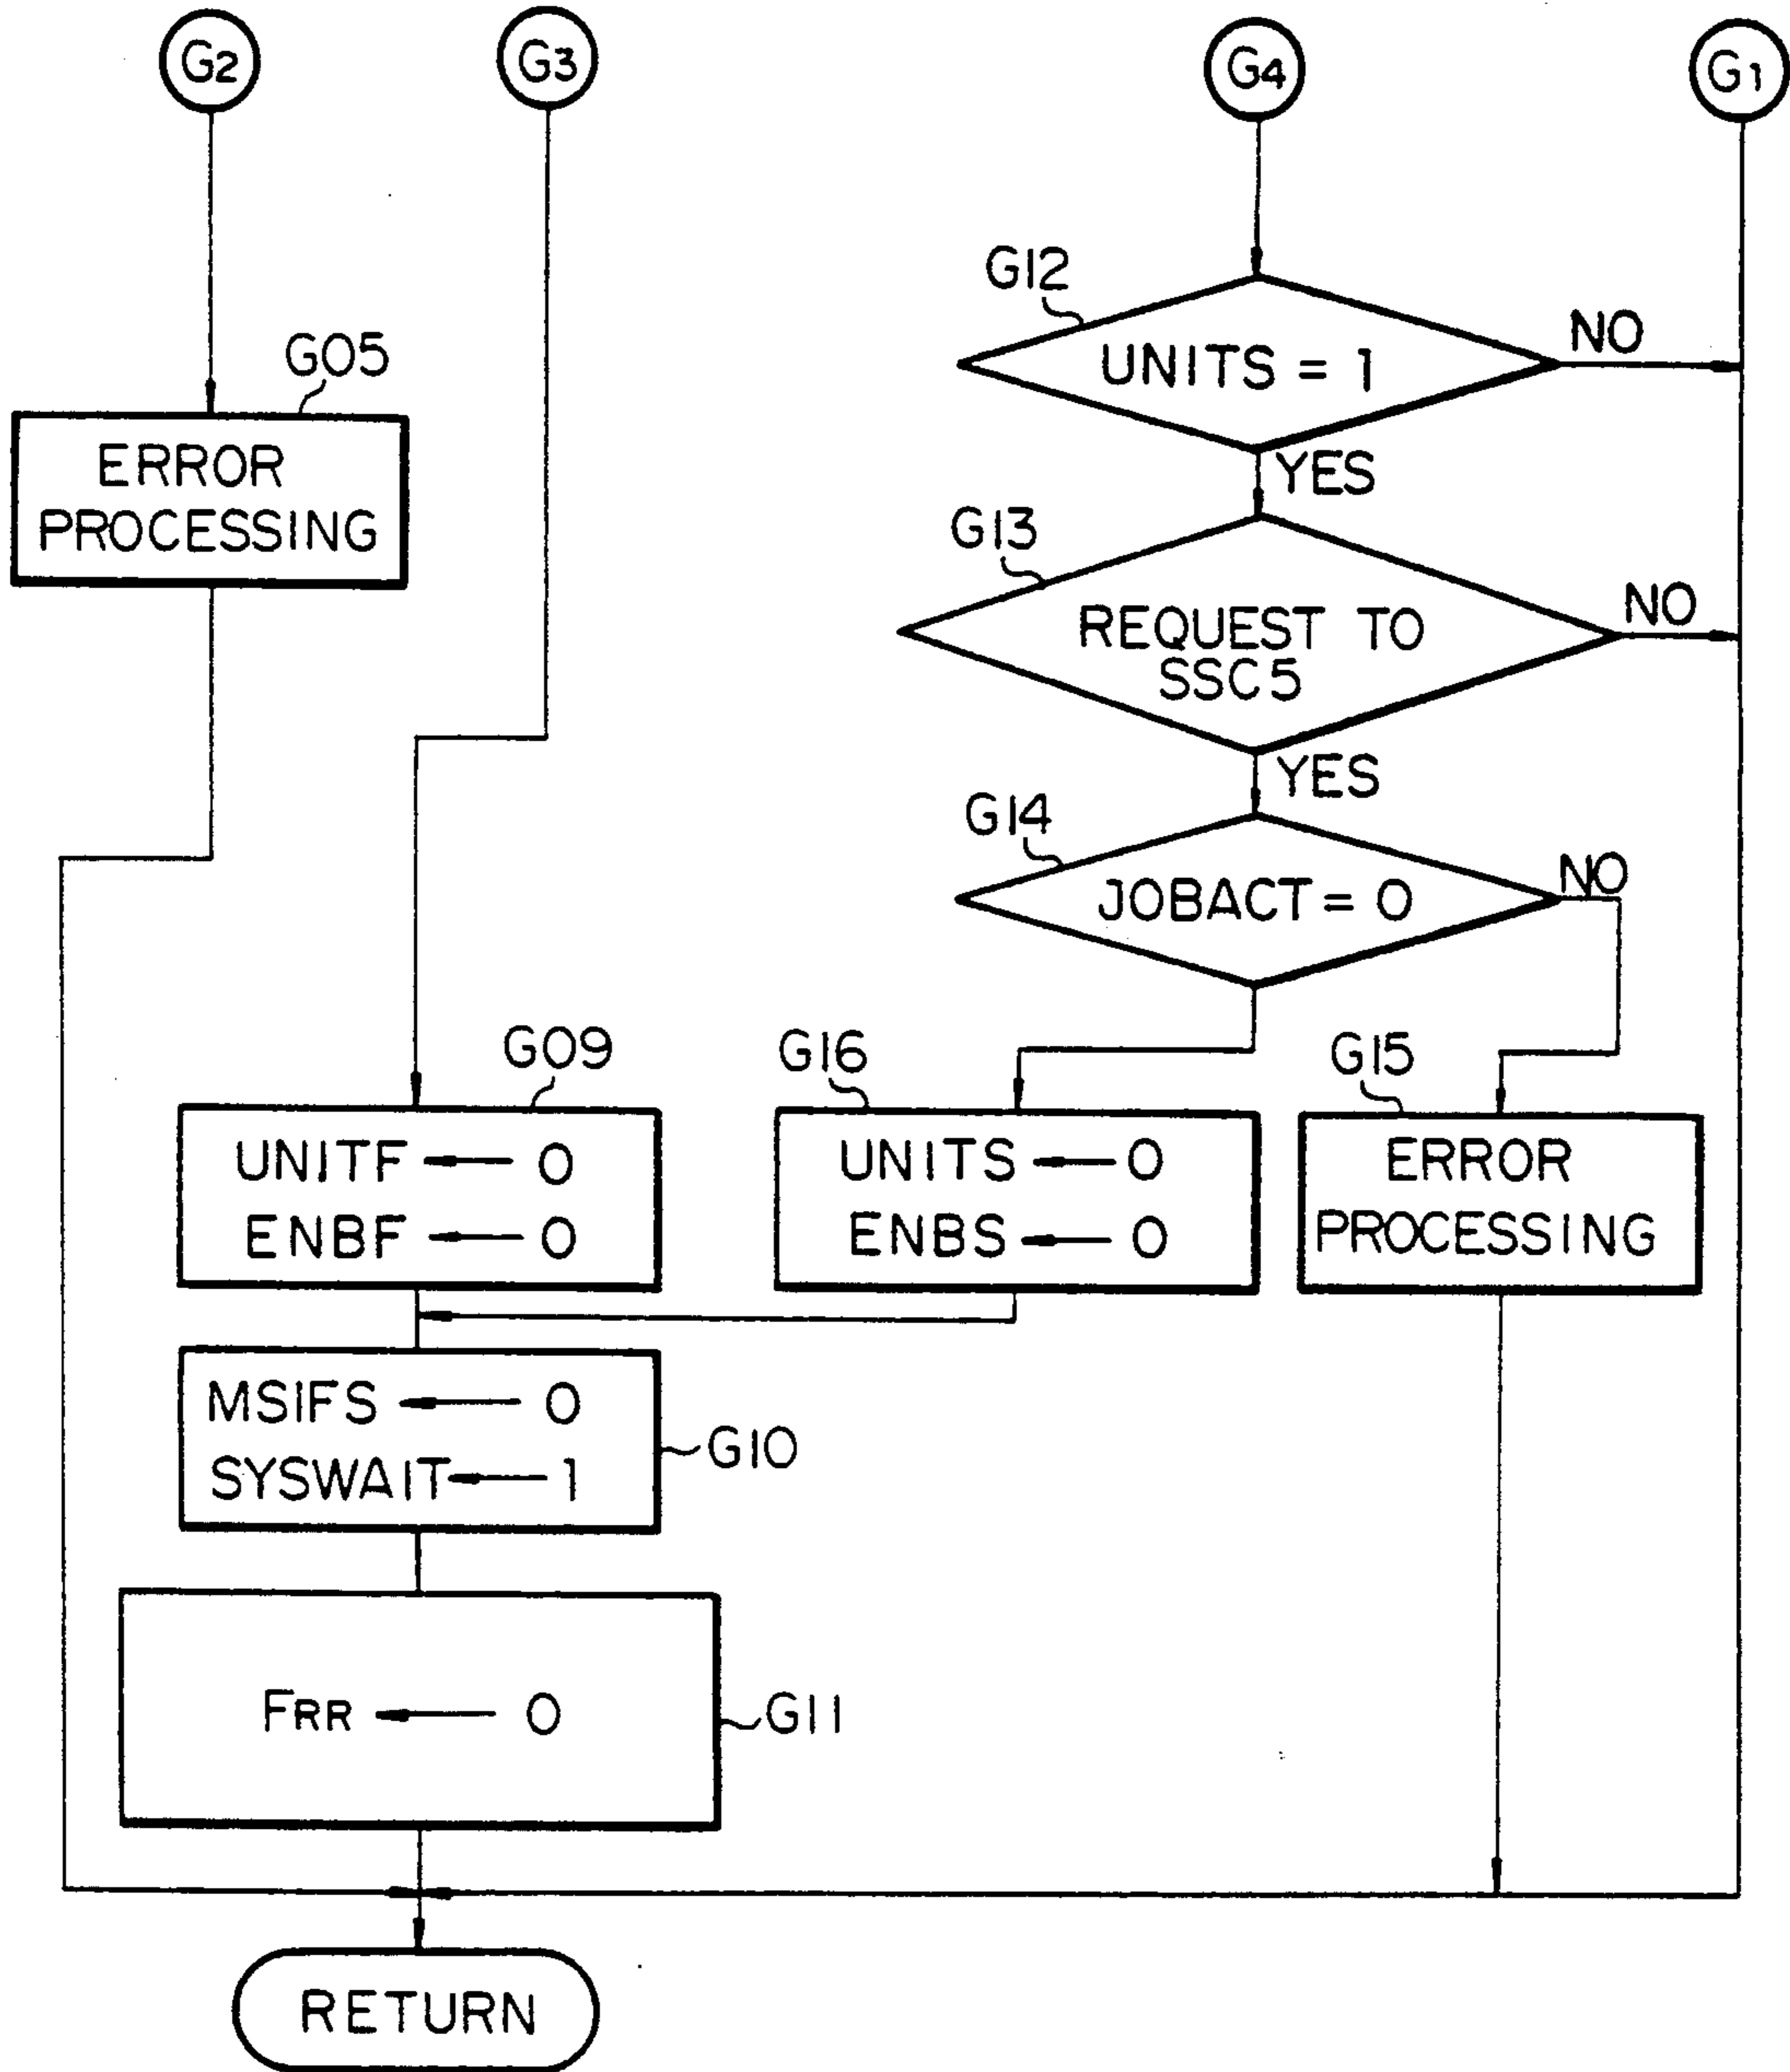 G2
G3
G4
G1
G12
UNITS = 1
NO
YES
G05
ERROR
PROCESSING
G13
REQUEST TO
SSC5
NO
YES
G14
JOBACT = 0
NO
G09
UNITF ← 0
ENBF ← 0
G16
UNITS ← 0
ENBS ← 0
G15
ERROR
PROCESSING
MSIFS ← 0
SYSWAIT ← 1
G10
FRR ← 0
G11
RETURN